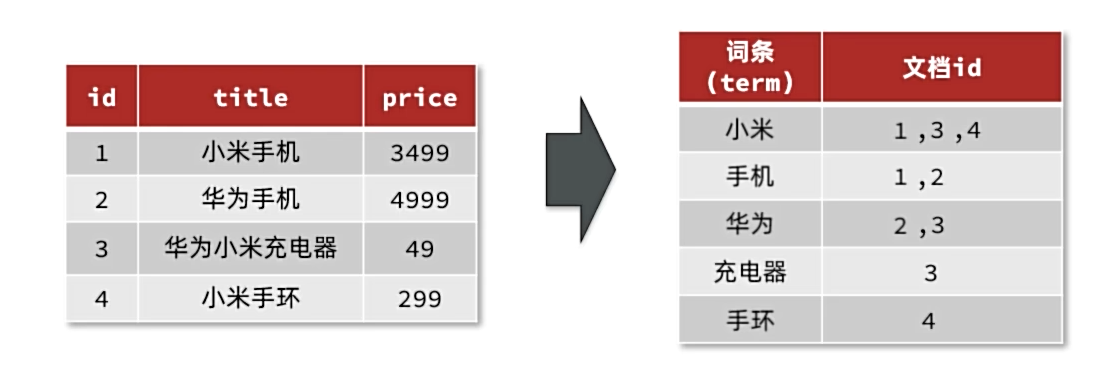 id title price
1 小米手机 3499
2 华为手机 4999
3 华为小米充电器 49
4 小米手环 299
词条
(term) 文档id
小米 1 ,3 ,4
手机 1 ,2
华为 2 ,3
充电器 3
手环 4